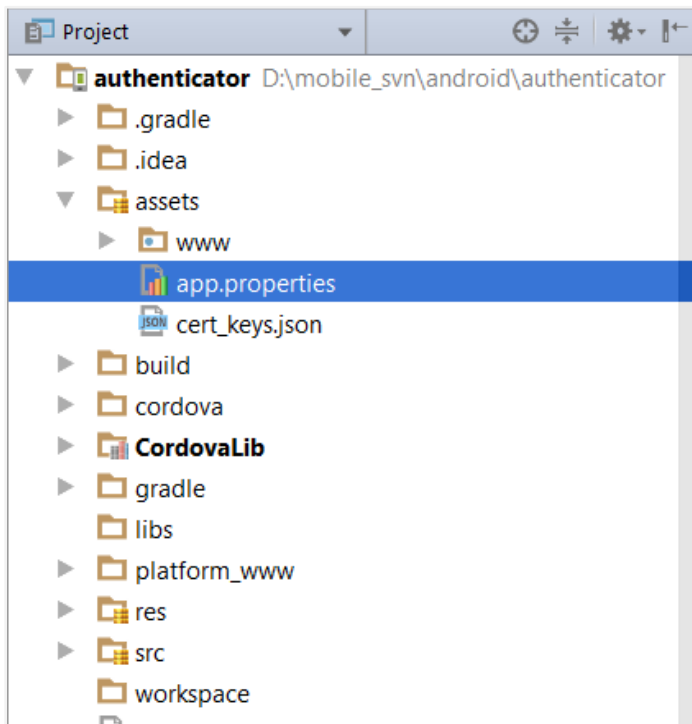 Project
authenticator D:\mobile_svn\android\authenticator
.gradle
.idea
assets
www
app.properties
JSON cert_keys.json
build
cordova
CordovaLib
gradle
libs
platform_www
res
src
workspace